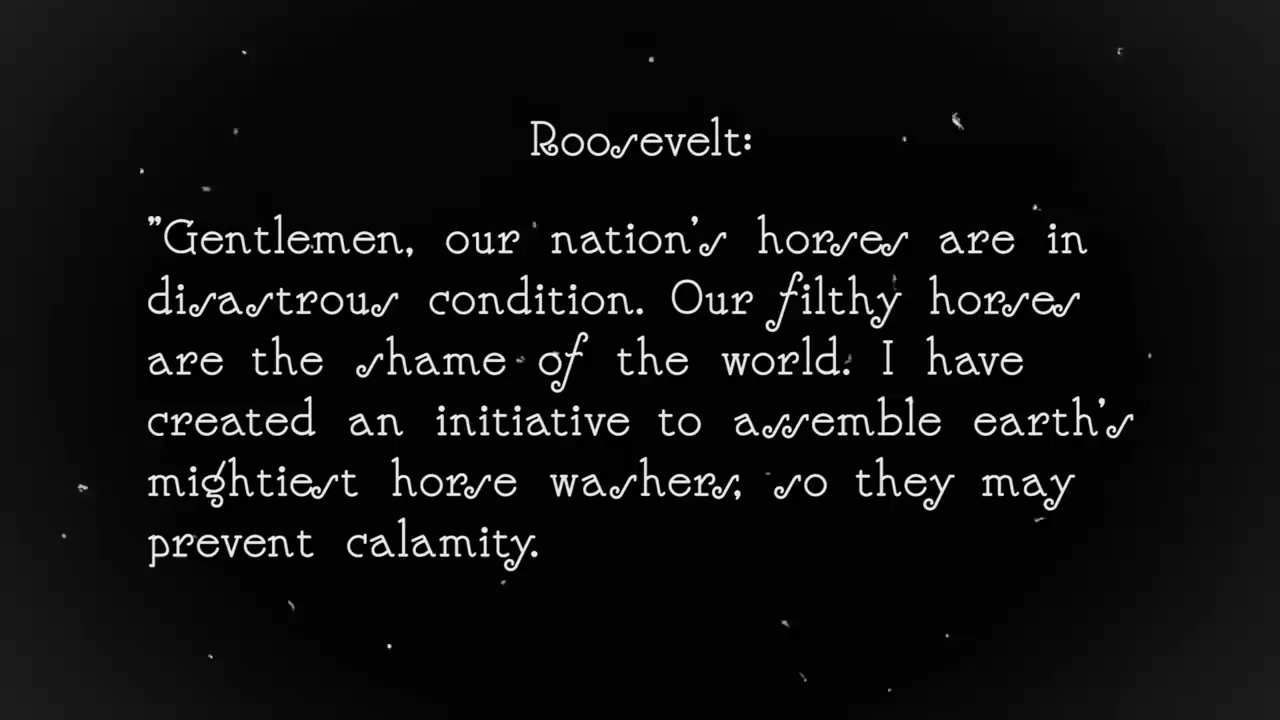 Roosevelt:
"Gentlemen, our nation's horses are in
disastrous condition. Our filthy horses
are the shame of the world. I have
created an initiative to assemble earth's
mightiest horse washers, so they may
prevent calamity.